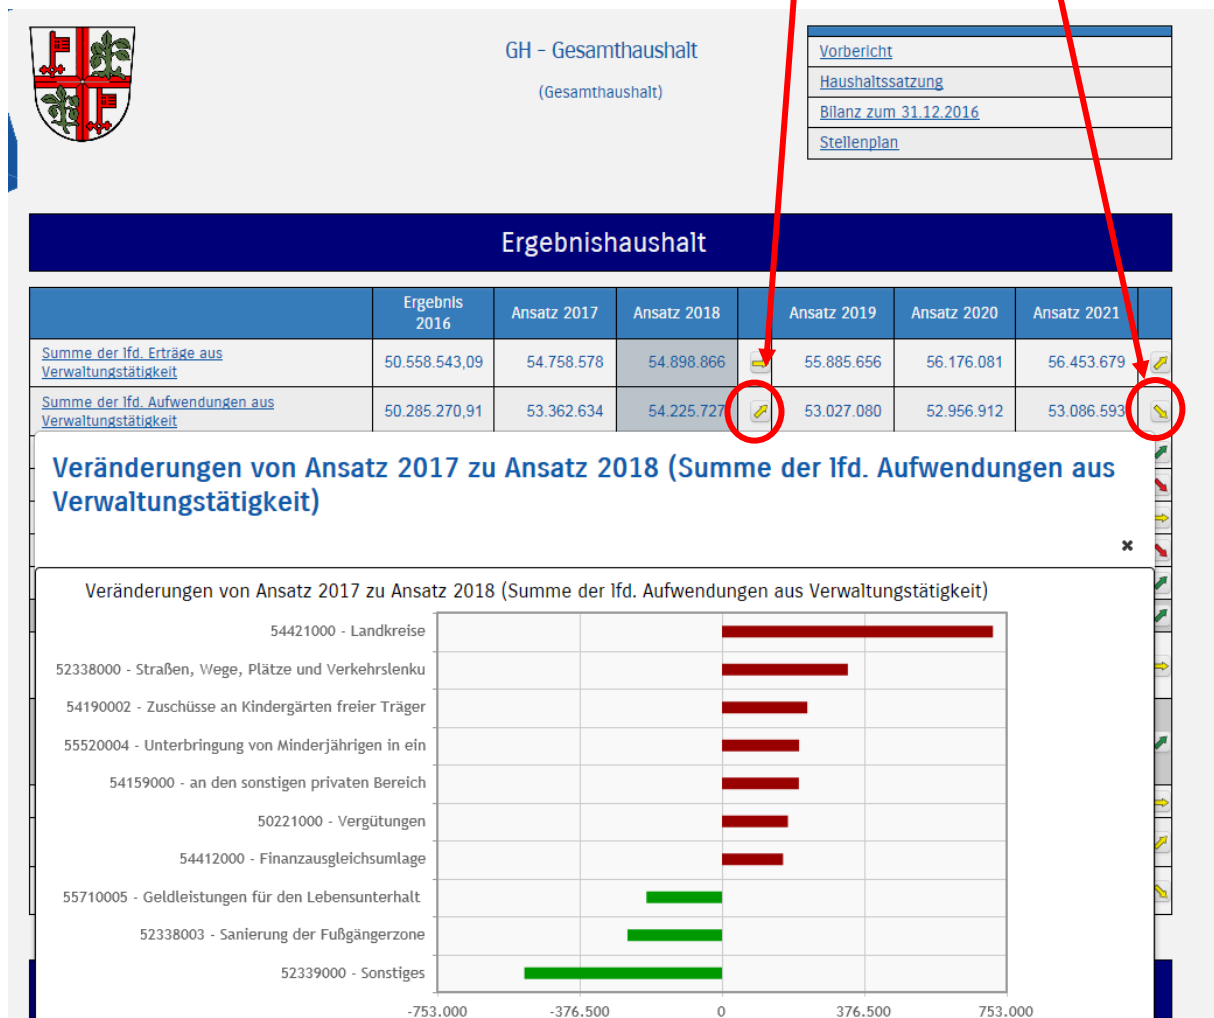 GH - Gesamthaushalt
(Gesamthaushalt)
Vorbericht
Haushaltssatzung
Bilanz zum 31.12.2016
Stellenplan
Ergebnishaushalt
Ergebnis 2016 Ansatz 2017 Ansatz 2018 Ansatz 2019 Ansatz 2020 Ansatz 2021
Summe der lfd. Erträge aus Verwaltungstätigkeit 50.558.543,09 54.758.578 54.898.866 55.885.656 56.176.081 56.453.679
Summe der lfd. Aufwendungen aus Verwaltungstätigkeit 50.285.270,91 53.362.634 54.225.727 53.027.080 52.956.912 53.086.593
Veränderungen von Ansatz 2017 zu Ansatz 2018 (Summe der lfd. Aufwendungen aus
Verwaltungstätigkeit)
×
Veränderungen von Ansatz 2017 zu Ansatz 2018 (Summe der lfd. Aufwendungen aus Verwaltungstätigkeit)
54421000 - Landkreise
52338000 - Straßen, Wege, Plätze und Verkehrslenku
54190002 - Zuschüsse an Kindergärten freier Träger
55520004 - Unterbringung von Minderjährigen in ein
54159000 - an den sonstigen privaten Bereich
50221000 - Vergütungen
54412000 - Finanzausgleichsumlage
55710005 - Geldleistungen für den Lebensunterhalt
52338003 - Sanierung der Fußgängerzone
52339000 - Sonstiges
-753.000 -376.500 0 376.500 753.000